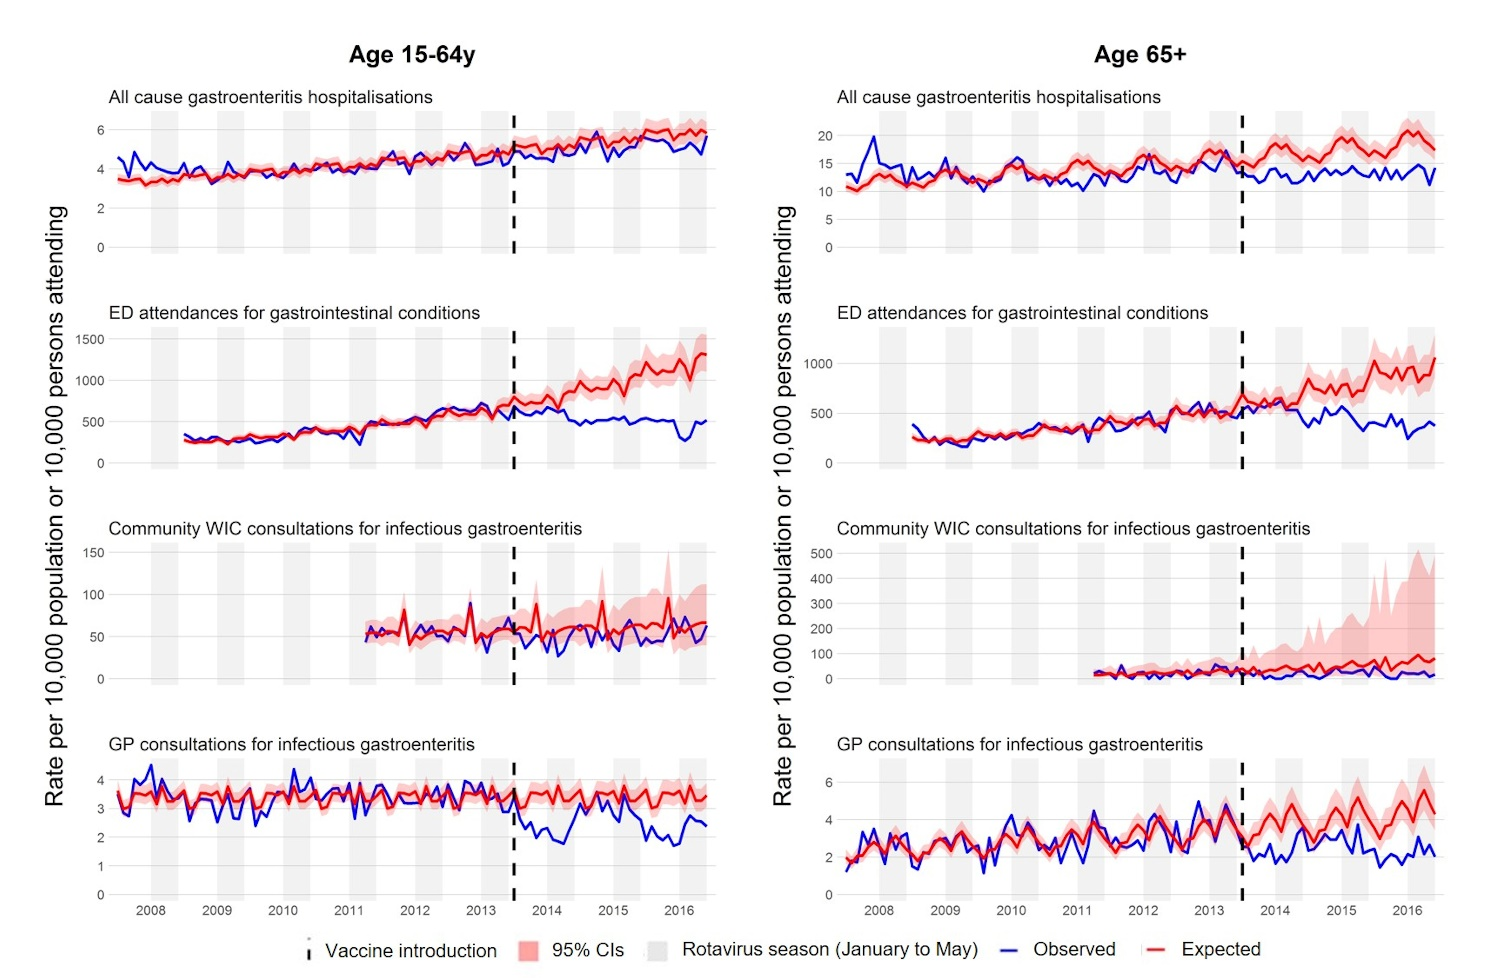 Age 15-64y
All cause gastroenteritis hospitalisations
6
4
2
0
ED attendances for gastrointestinal conditions
1500
1000
500
0
Community WIC consultations for infectious gastroenteritis
150
100
50
0
GP consultations for infectious gastroenteritis
4
3
2
1
0
2008 2009 2010 2011 2012 2013 2014 2015 2016
Rate per 10,000 population or 10,000 persons attending
Age 65+
All cause gastroenteritis hospitalisations
20
15
10
5
0
ED attendances for gastrointestinal conditions
1000
500
0
Community WIC consultations for infectious gastroenteritis
500
400
300
200
100
0
GP consultations for infectious gastroenteritis
6
4
2
0
2008 2009 2010 2011 2012 2013 2014 2015 2016
Rate per 10,000 population or 10,000 persons attending
Vaccine introduction 95% CIs Rotavirus season (January to May) Observed Expected